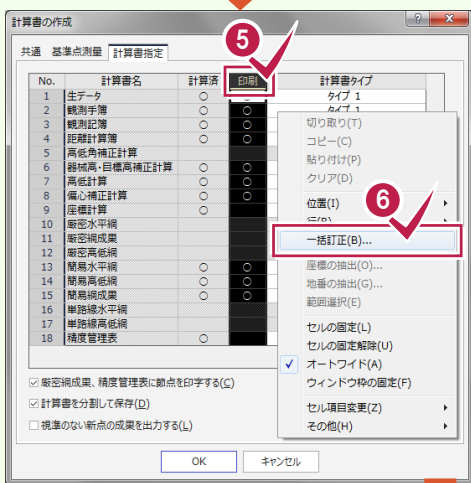 計算書の作成
共通 基準点測量 計算書指定
5
No. 計算書名 計算済 印刷 計算書タイプ
1 生データ ○ ○ タイプ 1
2 観測手簿 ○ ○
3 観測記簿 ○ ○
4 距離計算簿 ○ ○
5 高低角補正計算
6 器械高・目標高補正計算 ○ ○
7 高低計算 ○ ○
8 偏心補正計算 ○ ○
9 座標計算 ○
10 厳密水平網
11 厳密網成果
12 厳密高低網
13 簡易水平網 ○ ○
14 簡易高低網 ○ ○
15 簡易網成果 ○ ○
16 単路線水平網
17 単路線高低網
18 精度管理表 ○
切り取り(T)
コピー(C)
貼り付け(P)
クリア(D)
位置(I)
行(R)
6
一括訂正(B)...
座標の抽出(O)...
地番の抽出(G)...
範囲選択(E)
セルの固定(L)
セルの固定解除(U)
オートワイド(A)
ウィンドウ枠の固定(F)
セル項目変更(Z)
その他(H)
厳密網成果、精度管理表に節点を印字する(C)
計算書を分割して保存(D)
視準のない新点の成果を出力する(L)
OK キャンセル